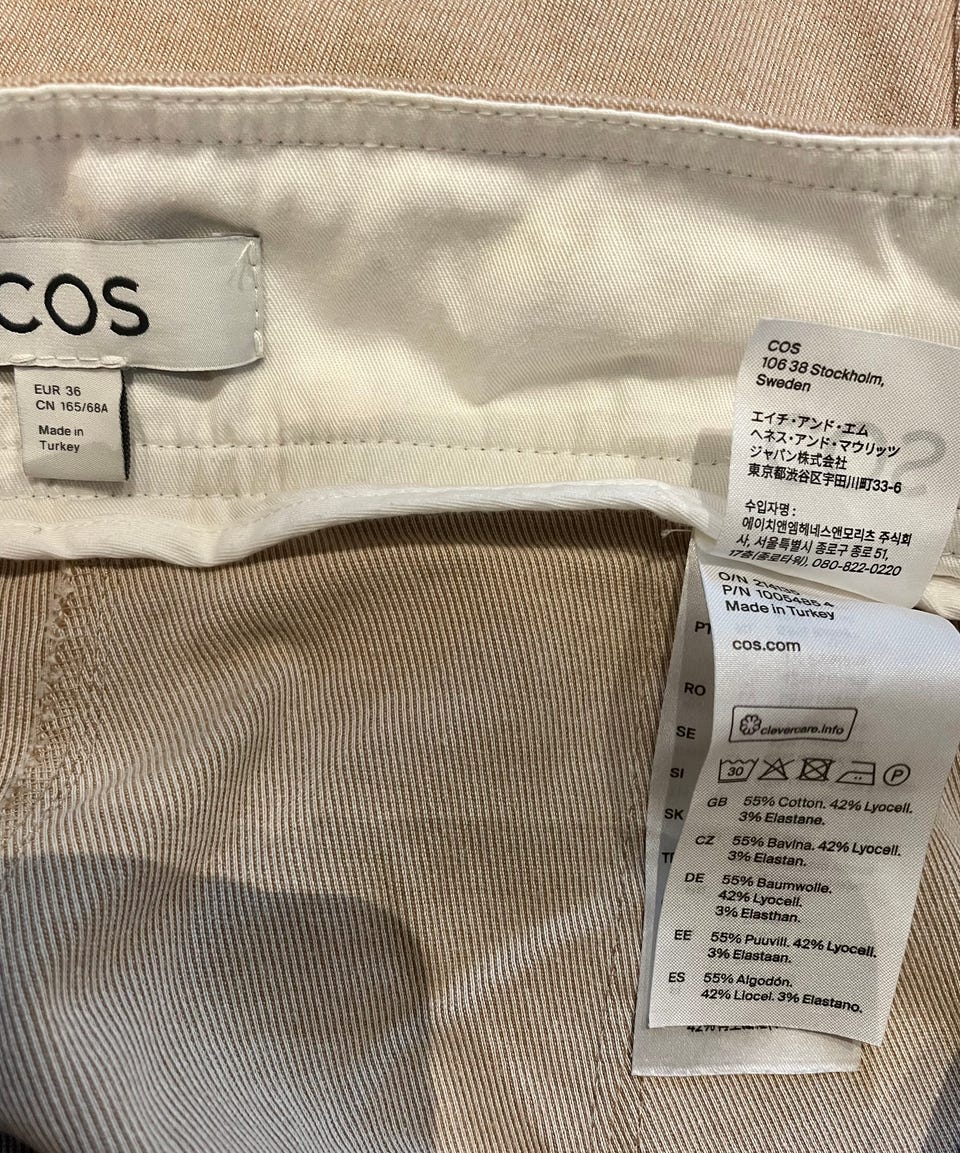 COS
EUR 36
CN 165/68A
Made in
Turkey
COS
106 38 Stockholm,
Sweden
エイチ・アンド・エム
ヘネス・アンド・マウリッツ
ジャパン株式会社
東京都渋谷区宇田川町33-6
수입자명 :
에이치앤엠헤네스앤모리츠 주식회
사, 서울특별시 종로구 종로 51,
17층(종로타워), 080-822-0220
O/N
P/N 1005485
Made in Turkey
cos.com
clevercare.info
30 P
GB 55% Cotton. 42% Lyocell.
3% Elastane.
CZ 55% Bavlna. 42% Lyocell.
3% Elastan.
DE 55% Baumwolle.
42% Lyocell.
3% Elasthan.
EE 55% Puuvill. 42% Lyocell.
3% Elastaan.
ES 55% Algodón.
42% Liocel. 3% Elastano.
PT
RO
SE
SI
SK
42%